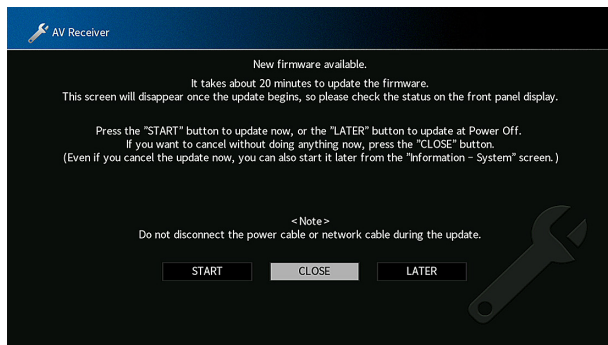 AV Receiver
New firmware available.
It takes about 20 minutes to update the firmware.
This screen will disappear once the update begins, so please check the status on the front panel display.
Press the "START" button to update now, or the "LATER" button to update at Power Off.
If you want to cancel without doing anything now, press the "CLOSE" button.
(Even if you cancel the update now, you can also start it later from the "Information – System" screen.)
<Note>
Do not disconnect the power cable or network cable during the update.
START CLOSE LATER